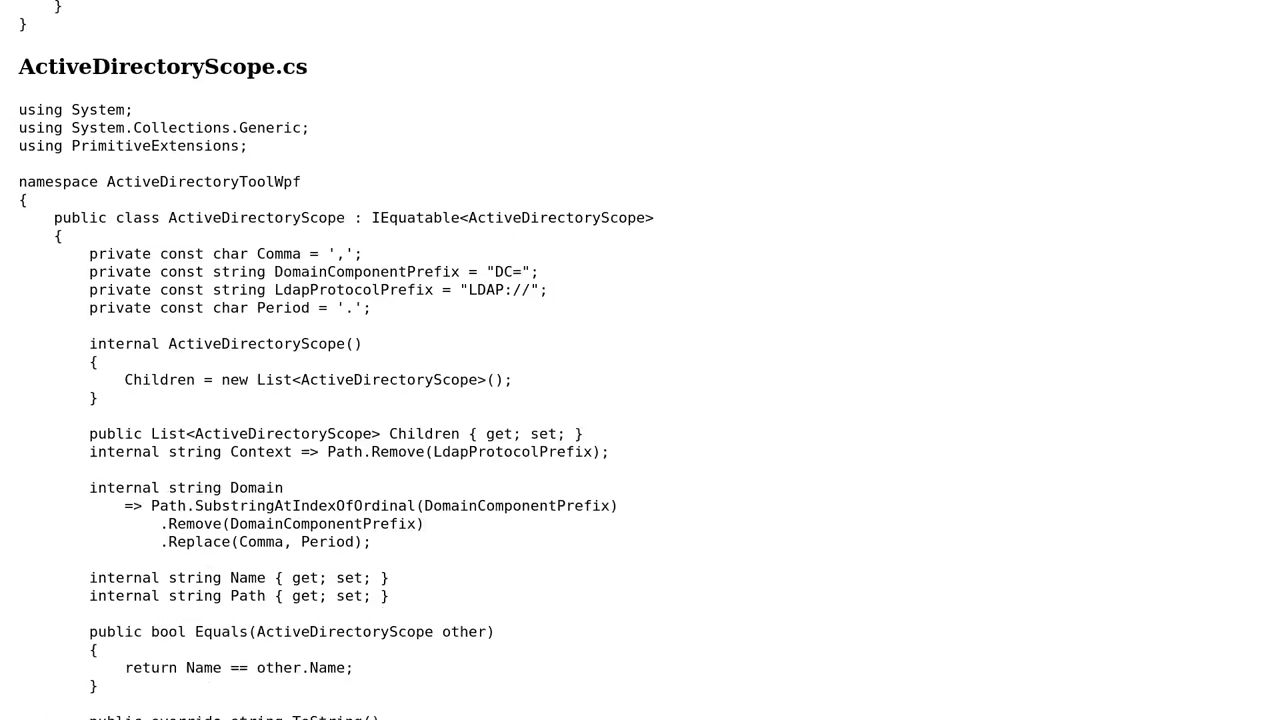 }
}
ActiveDirectoryScope.cs
using System;
using System.Collections.Generic;
using PrimitiveExtensions;

namespace ActiveDirectoryToolWpf
{
    public class ActiveDirectoryScope : IEquatable<ActiveDirectoryScope>
    {
        private const char Comma = ',';
        private const string DomainComponentPrefix = "DC=";
        private const string LdapProtocolPrefix = "LDAP://";
        private const char Period = '.';

        internal ActiveDirectoryScope()
        {
            Children = new List<ActiveDirectoryScope>();
        }

        public List<ActiveDirectoryScope> Children { get; set; }
        internal string Context => Path.Remove(LdapProtocolPrefix);

        internal string Domain
            => Path.SubstringAtIndexOfOrdinal(DomainComponentPrefix)
                .Remove(DomainComponentPrefix)
                .Replace(Comma, Period);

        internal string Name { get; set; }
        internal string Path { get; set; }

        public bool Equals(ActiveDirectoryScope other)
        {
            return Name == other.Name;
        }

        public override string ToString()